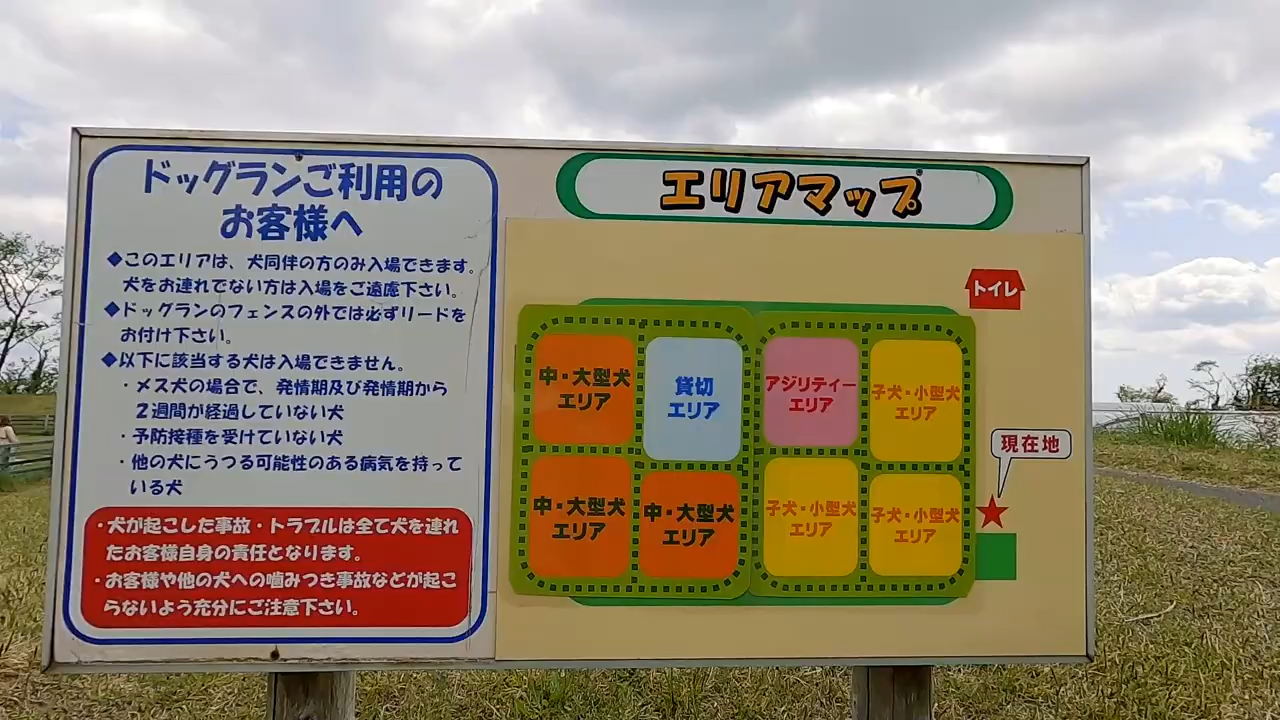 ドッグランご利用の
お客様へ
◆このエリアは、犬同伴の方のみ入場できます。
犬をお連れでない方は入場をご遠慮下さい。
◆ドッグランのフェンスの外では必ずリードを
お付け下さい。
◆以下に該当する犬は入場できません。
・メス犬の場合で、発情期及び発情期から
２週間が経過していない犬
・予防接種を受けていない犬
・他の犬にうつる可能性のある病気を持って
いる犬
・犬が起こした事故・トラブルは全て犬を連れ
たお客様自身の責任となります。
・お客様や他の犬への噛みつき事故などが起こ
らないよう充分にご注意下さい。
エリアマップ
トイレ
中・大型犬
エリア
貸切
エリア
アジリティー
エリア
子犬・小型犬
エリア
現在地
中・大型犬
エリア
中・大型犬
エリア
子犬・小型犬
エリア
子犬・小型犬
エリア